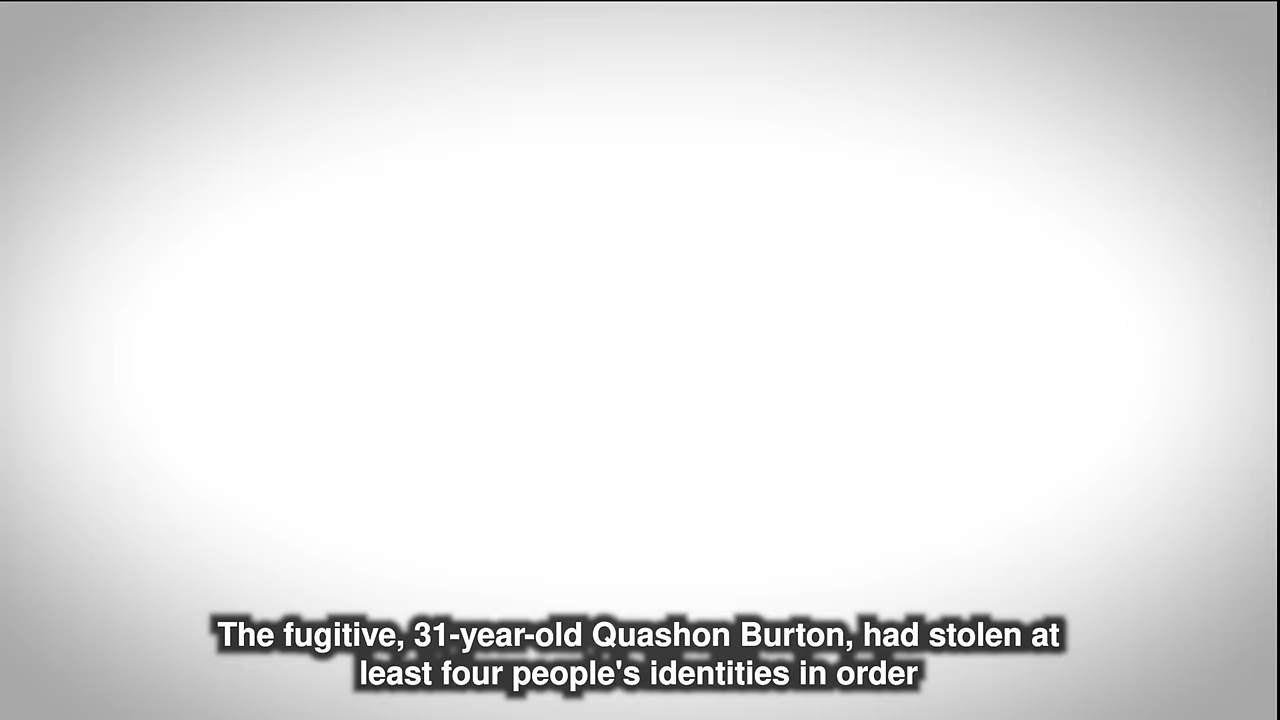 The fugitive, 31-year-old Quashon Burton, had stolen at
least four people's identities in order